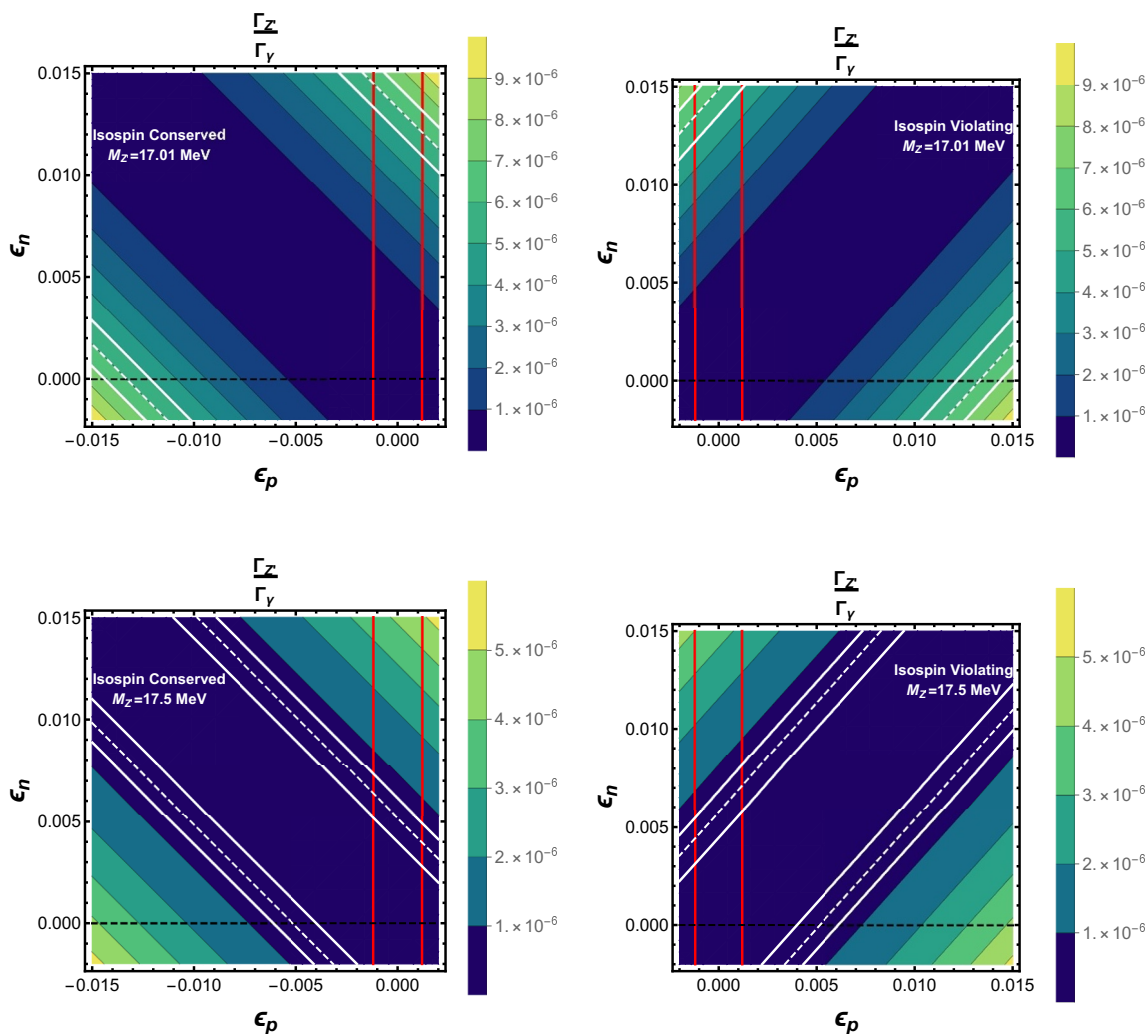 Γ_Z'
Γ_γ
0.015
0.010
0.005
0.000
ϵ_n
Isospin Conserved
M_Z'=17.01 MeV
−0.015
−0.010
−0.005
0.000
ϵ_p
9.×10⁻⁶
8.×10⁻⁶
7.×10⁻⁶
6.×10⁻⁶
5.×10⁻⁶
4.×10⁻⁶
3.×10⁻⁶
2.×10⁻⁶
1.×10⁻⁶
Γ_Z'
Γ_γ
0.015
0.010
0.005
0.000
ϵ_n
Isospin Violating
M_Z'=17.01 MeV
0.000
0.005
0.010
0.015
ϵ_p
9.×10⁻⁶
8.×10⁻⁶
7.×10⁻⁶
6.×10⁻⁶
5.×10⁻⁶
4.×10⁻⁶
3.×10⁻⁶
2.×10⁻⁶
1.×10⁻⁶
Γ_Z'
Γ_γ
0.015
0.010
0.005
0.000
ϵ_n
Isospin Conserved
M_Z'=17.5 MeV
−0.015
−0.010
−0.005
0.000
ϵ_p
5.×10⁻⁶
4.×10⁻⁶
3.×10⁻⁶
2.×10⁻⁶
1.×10⁻⁶
Γ_Z'
Γ_γ
0.015
0.010
0.005
0.000
ϵ_n
Isospin Violating
M_Z'=17.5 MeV
0.000
0.005
0.010
0.015
ϵ_p
5.×10⁻⁶
4.×10⁻⁶
3.×10⁻⁶
2.×10⁻⁶
1.×10⁻⁶